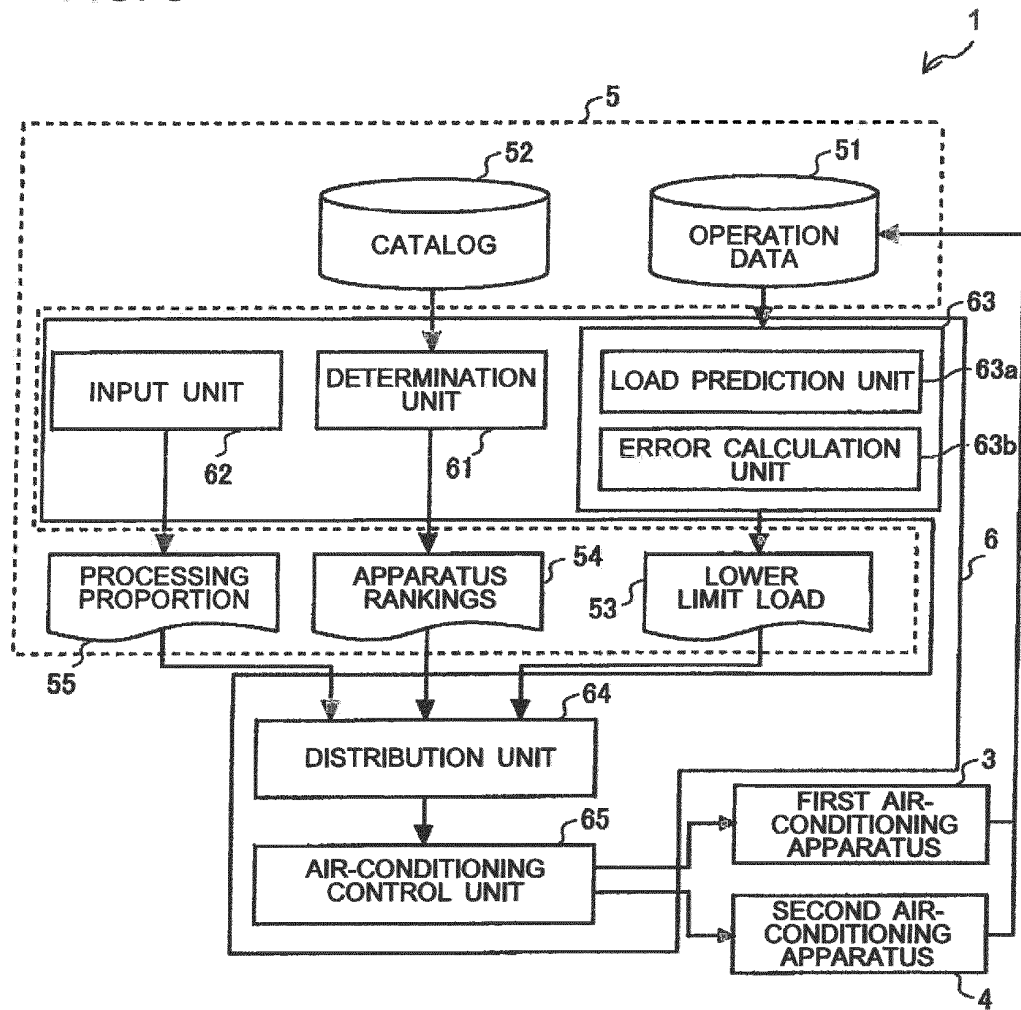 1
5
52
51
CATALOG
OPERATION
DATA
63
INPUT UNIT
DETERMINATION
UNIT
LOAD PREDICTION UNIT
63a
62
61
ERROR CALCULATION
UNIT
63b
PROCESSING
PROPORTION
APPARATUS
RANKINGS
54
53
LOWER
LIMIT LOAD
6
55
64
DISTRIBUTION UNIT
3
FIRST AIR-
CONDITIONING
APPARATUS
65
AIR-CONDITIONING
CONTROL UNIT
SECOND AIR-
CONDITIONING
APPARATUS
4